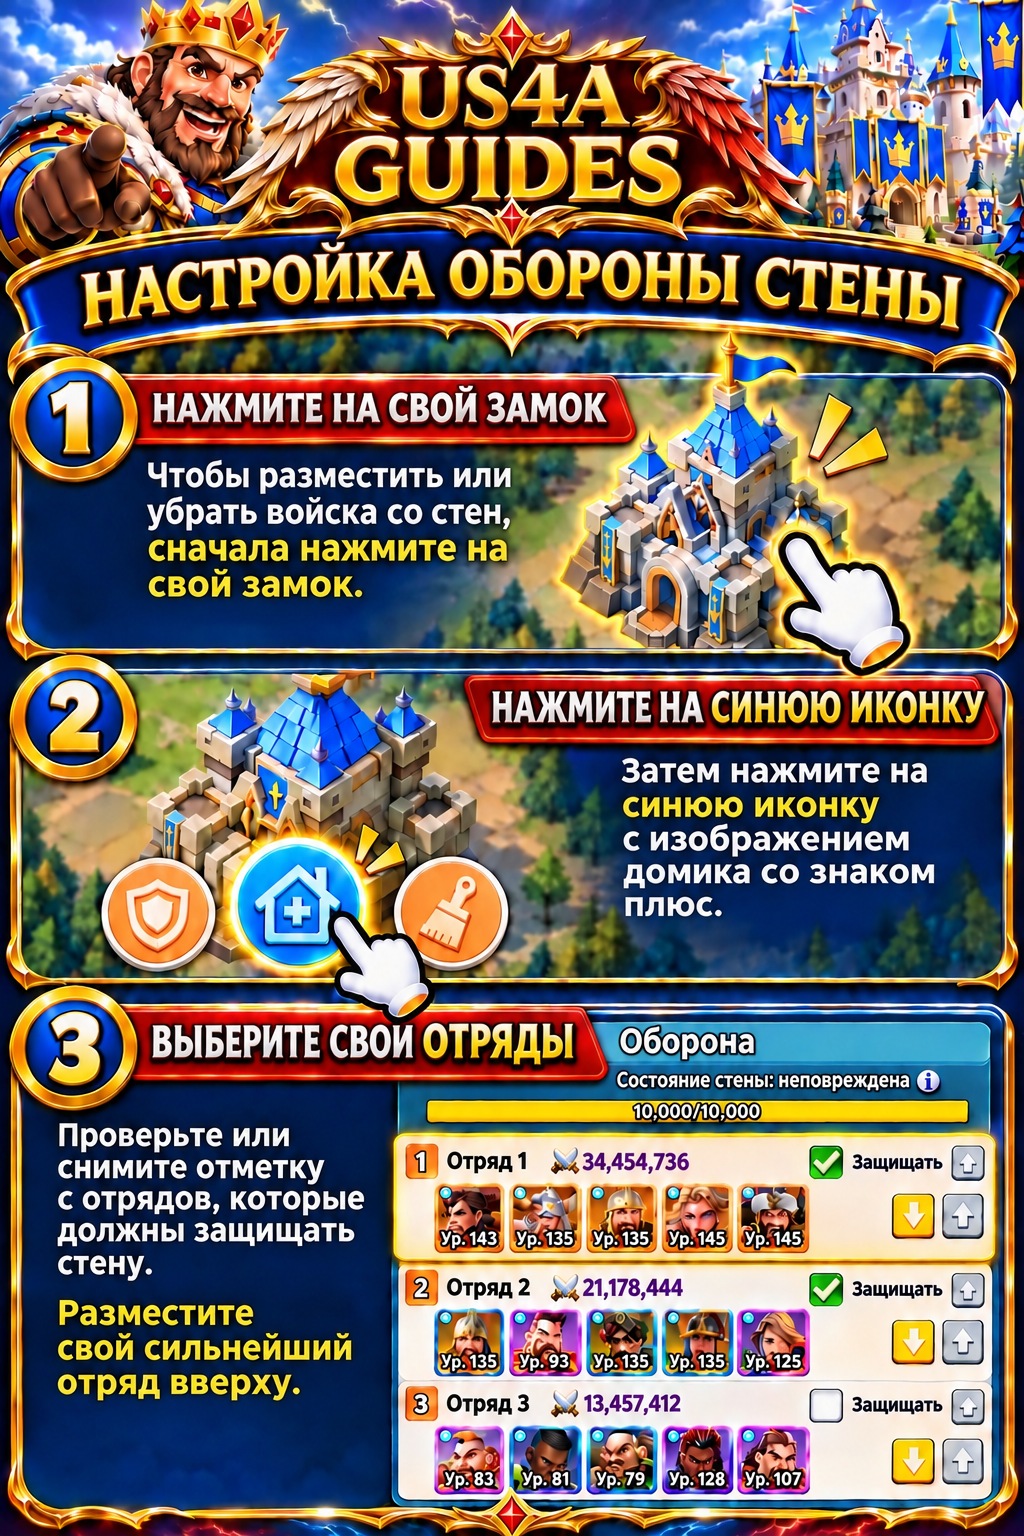 US4A
GUIDES
НАСТРОЙКА ОБОРОНЫ СТЕНЫ
1
НАЖМИТЕ НА СВОЙ ЗАМОК
Чтобы разместить или
убрать войска со стен,
сначала нажмите на
свой замок.
2
НАЖМИТЕ НА СИНЮЮ ИКОНКУ
Затем нажмите на
синюю иконку
с изображением
домика со знаком
плюс.
3
ВЫБЕРИТЕ СВОИ ОТРЯДЫ
Проверьте или
снимите отметку
с отрядов, которые
должны защищать
стену.
Разместите
свой сильнейший
отряд вверху.
Оборона
Состояние стены: неповреждена i
10,000/10,000
1 Отряд 1 34,454,736 Защищать
Ур. 143 Ур. 135 Ур. 135 Ур. 145 Ур. 145
2 Отряд 2 21,178,444 Защищать
Ур. 135 Ур. 93 Ур. 135 Ур. 135 Ур. 125
3 Отряд 3 13,457,412 Защищать
Ур. 83 Ур. 81 Ур. 79 Ур. 128 Ур. 107